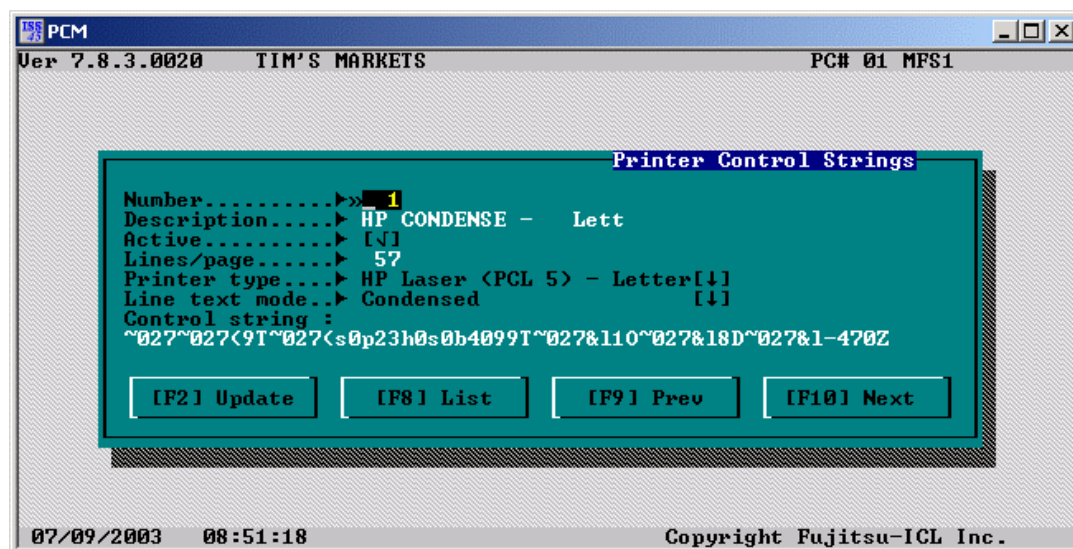 ISS 45 PCM
Ver 7.8.3.0020 TIM'S MARKETS PC# 01 MFS1
Printer Control Strings
Number..........►» 1
Description.....► HP CONDENSE - Lett
Active..........► [√]
Lines/page......► 57
Printer type....► HP Laser (PCL 5) - Letter[↓]
Line text mode..► Condensed [↓]
Control string :
~027~027(9T~027(s0p23h0s0b4099T~027&l1O~027&l8D~027&l-470Z
[F2] Update [F8] List [F9] Prev [F10] Next
07/09/2003 08:51:18 Copyright Fujitsu-ICL Inc.